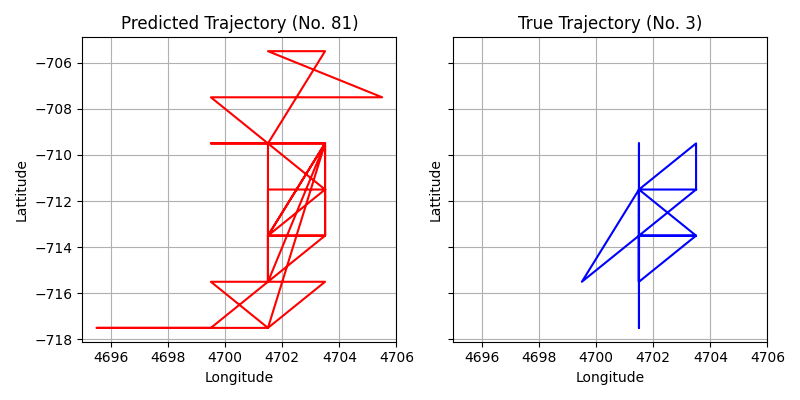 Predicted Trajectory (No. 81)
True Trajectory (No. 3)
−706
−708
−710
−712
−714
−716
−718
Lattitude
Lattitude
4696 4698 4700 4702 4704 4706
4696 4698 4700 4702 4704 4706
Longitude
Longitude